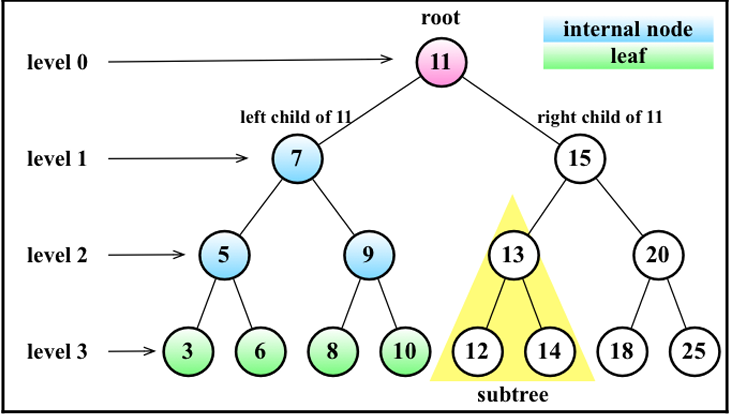 root
internal node
leaf
level 0
11
left child of 11
right child of 11
level 1
7
15
level 2
5
9
13
20
level 3
3
6
8
10
12
14
18
25
subtree